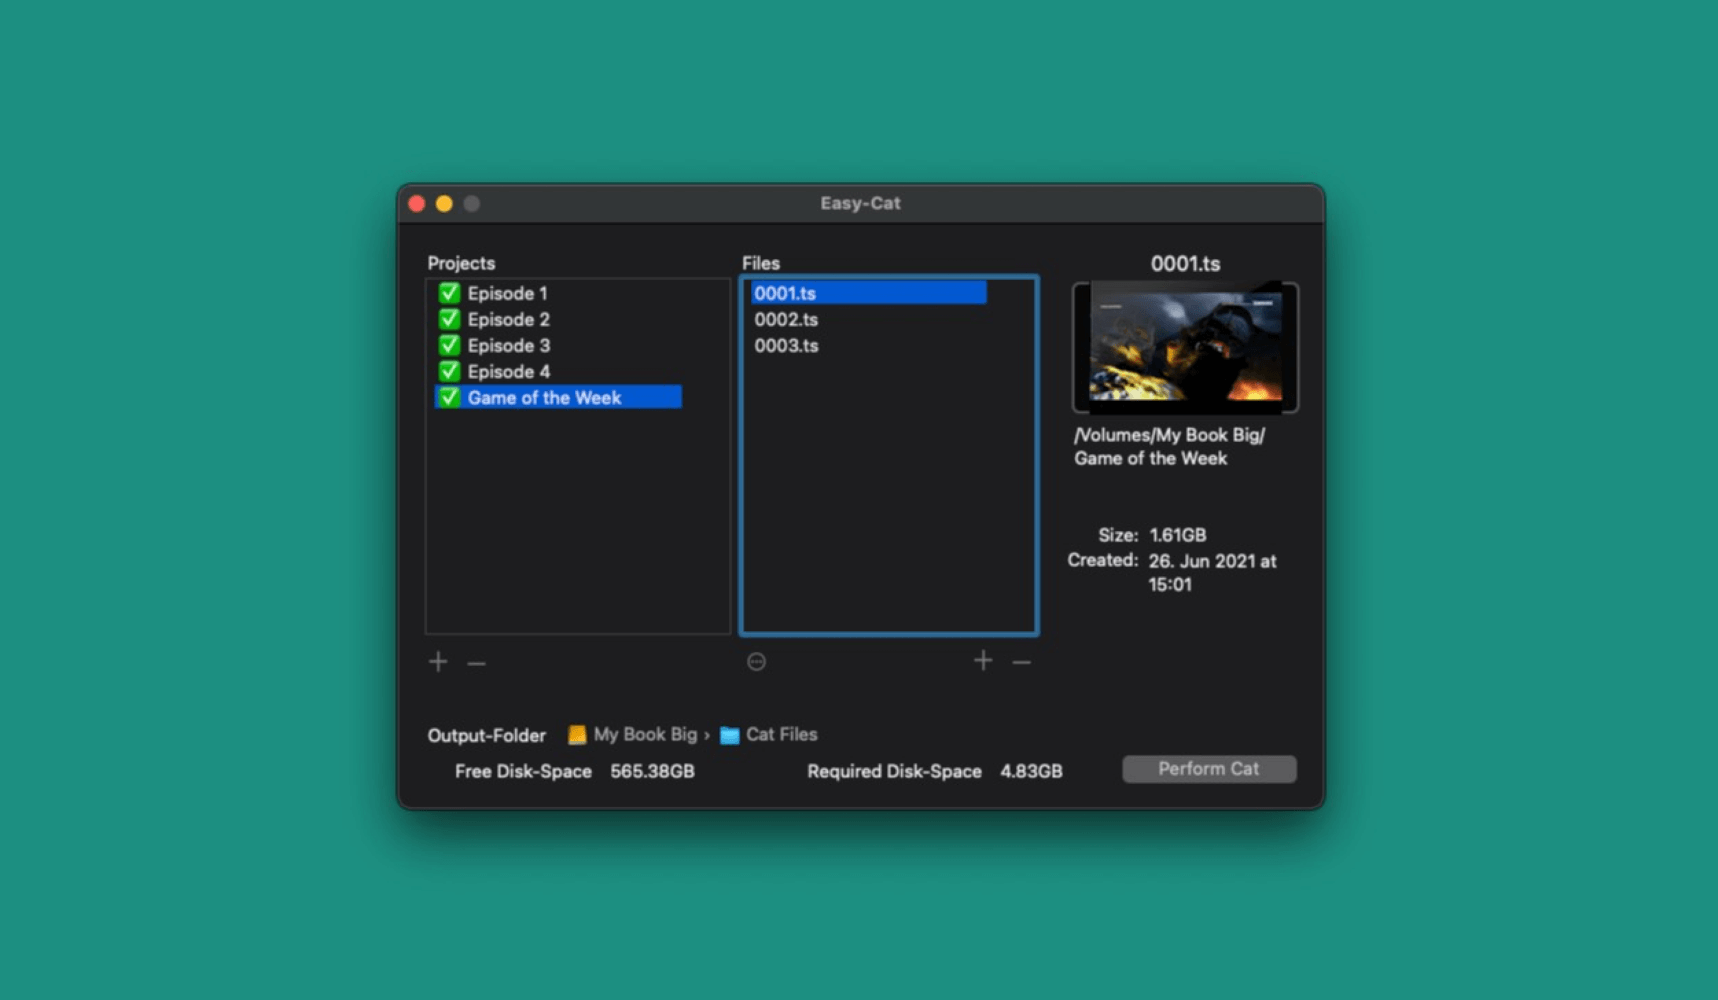 Easy-Cat
Projects
Episode 1
Episode 2
Episode 3
Episode 4
Game of the Week
Files
0001.ts
0002.ts
0003.ts
0001.ts
/Volumes/My Book Big/
Game of the Week
Size: 1.61GB
Created: 26. Jun 2021 at
15:01
Output-Folder My Book Big › Cat Files
Free Disk-Space 565.38GB
Required Disk-Space 4.83GB
Perform Cat